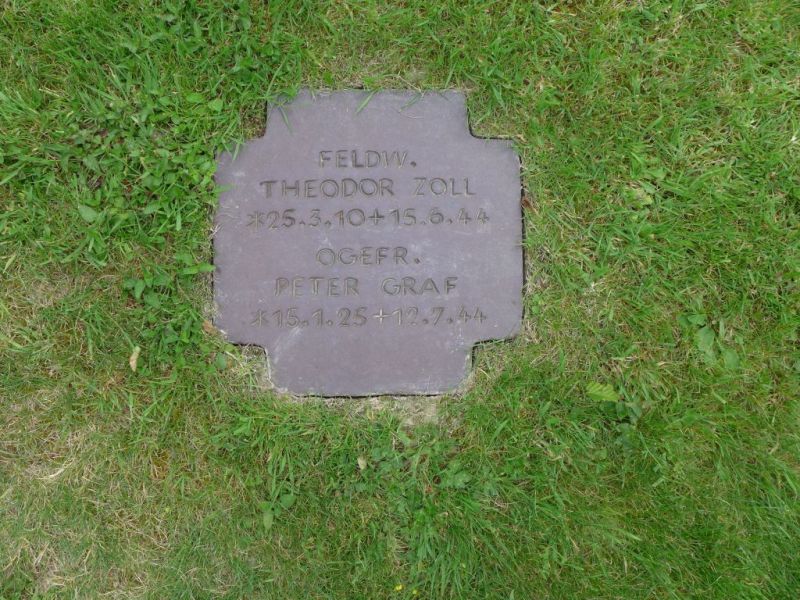 FELDW.
THEODOR ZOLL
*25.3.10+15.6.44
OGEFR.
PETER GRAF
*15.1.25+12.7.44